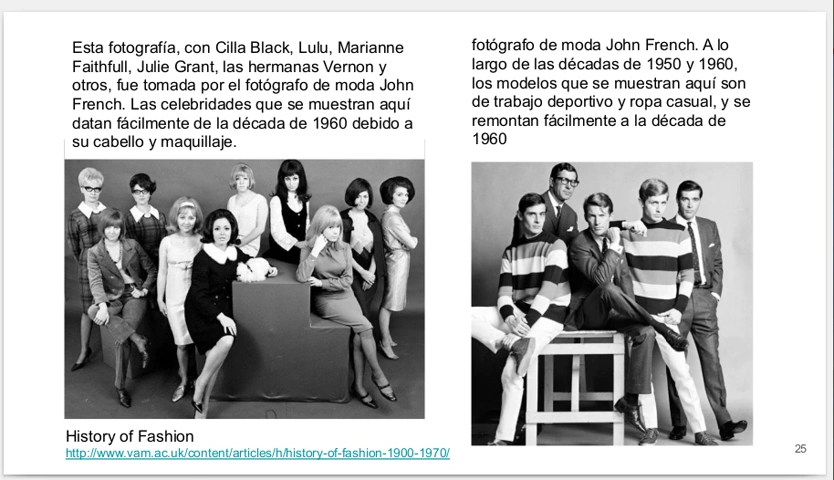 Esta fotografía, con Cilla Black, Lulu, Marianne
Faithfull, Julie Grant, las hermanas Vernon y
otros, fue tomada por el fotógrafo de moda John
French. Las celebridades que se muestran aquí
datan fácilmente de la década de 1960 debido a
su cabello y maquillaje.
fotógrafo de moda John French. A lo
largo de las décadas de 1950 y 1960,
los modelos que se muestran aquí son
de trabajo deportivo y ropa casual, y se
remontan fácilmente a la década de
1960
History of Fashion
http://www.vam.ac.uk/content/articles/h/history-of-fashion-1900-1970/
25